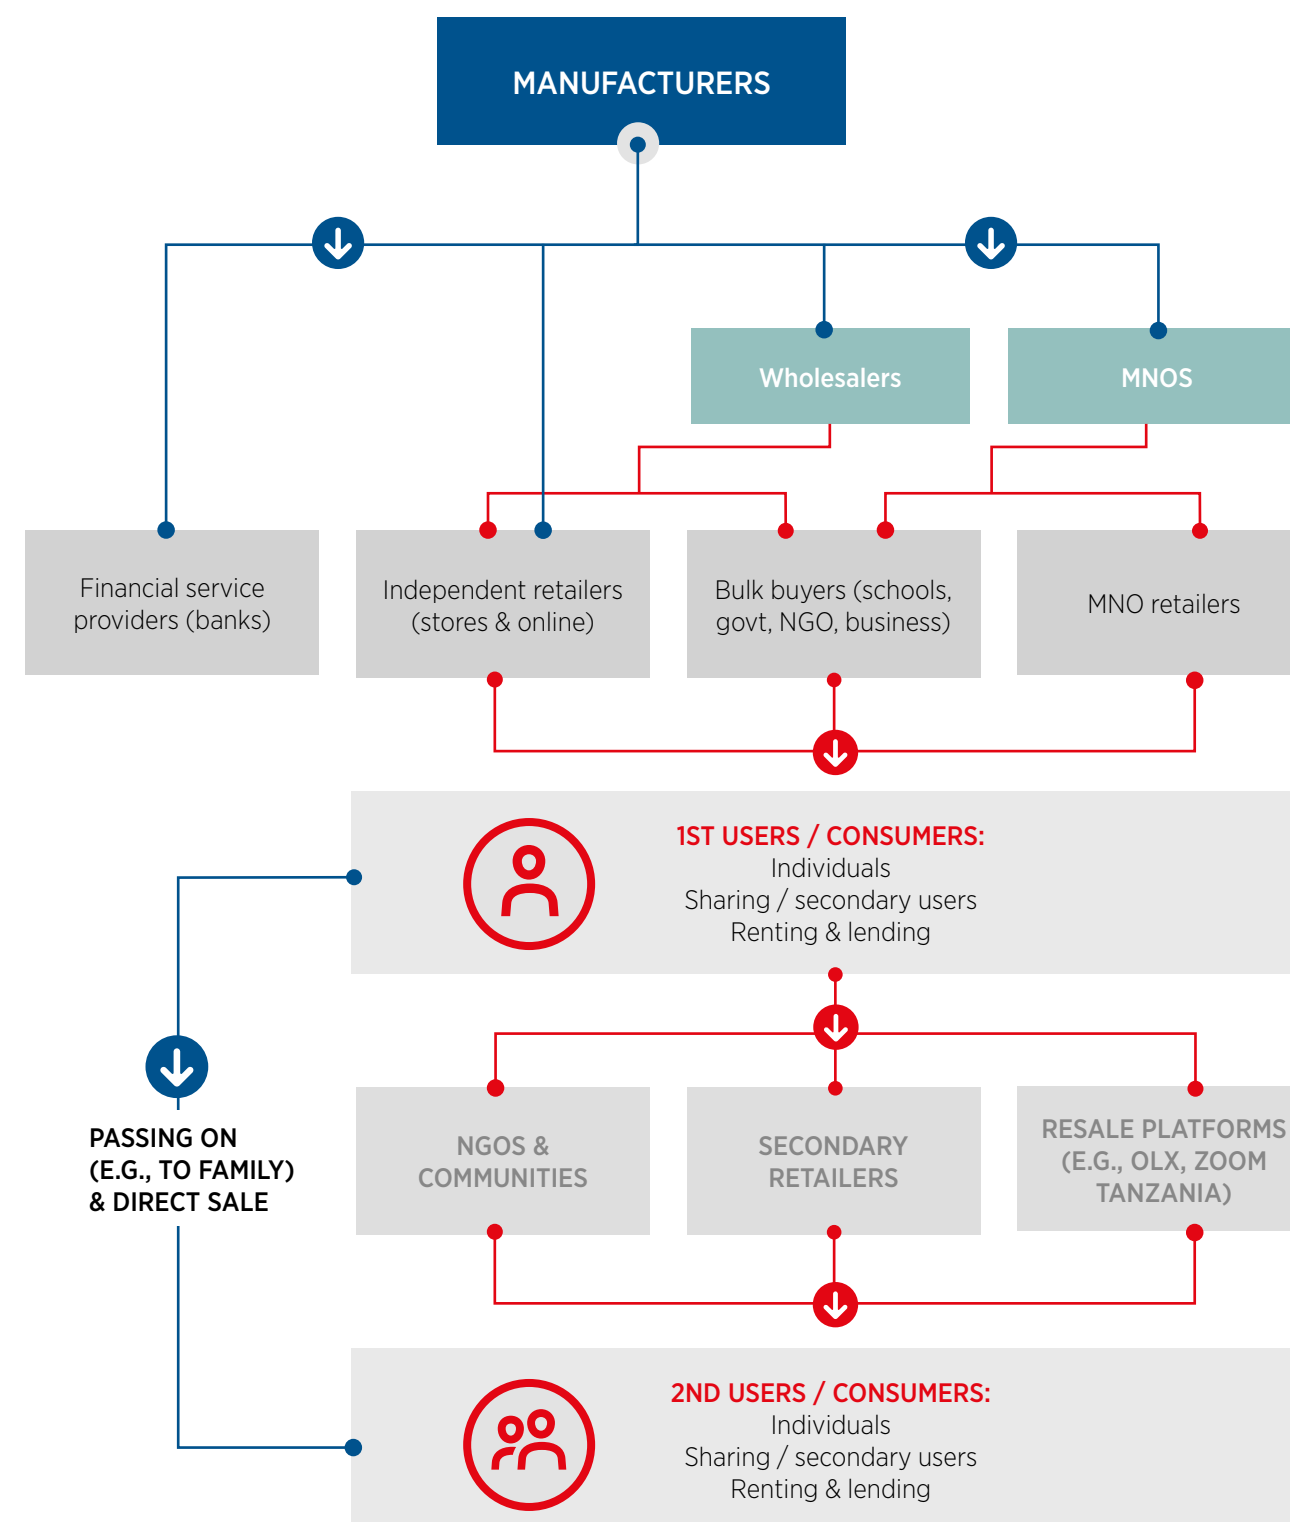 MANUFACTURERS
Wholesalers
MNOS
Financial service
providers (banks)
Independent retailers
(stores & online)
Bulk buyers (schools,
govt, NGO, business)
MNO retailers
1ST USERS / CONSUMERS:
Individuals
Sharing / secondary users
Renting & lending
PASSING ON
(E.G., TO FAMILY)
& DIRECT SALE
NGOS &
COMMUNITIES
SECONDARY
RETAILERS
RESALE PLATFORMS
(E.G., OLX, ZOOM
TANZANIA)
2ND USERS / CONSUMERS:
Individuals
Sharing / secondary users
Renting & lending